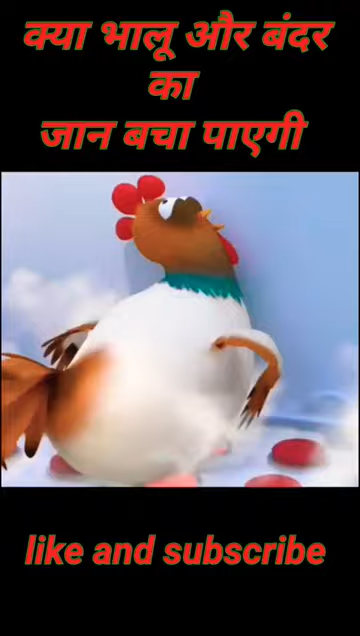 क्या भालू और बंदर
का
जान बचा पाएगी
like and subscribe